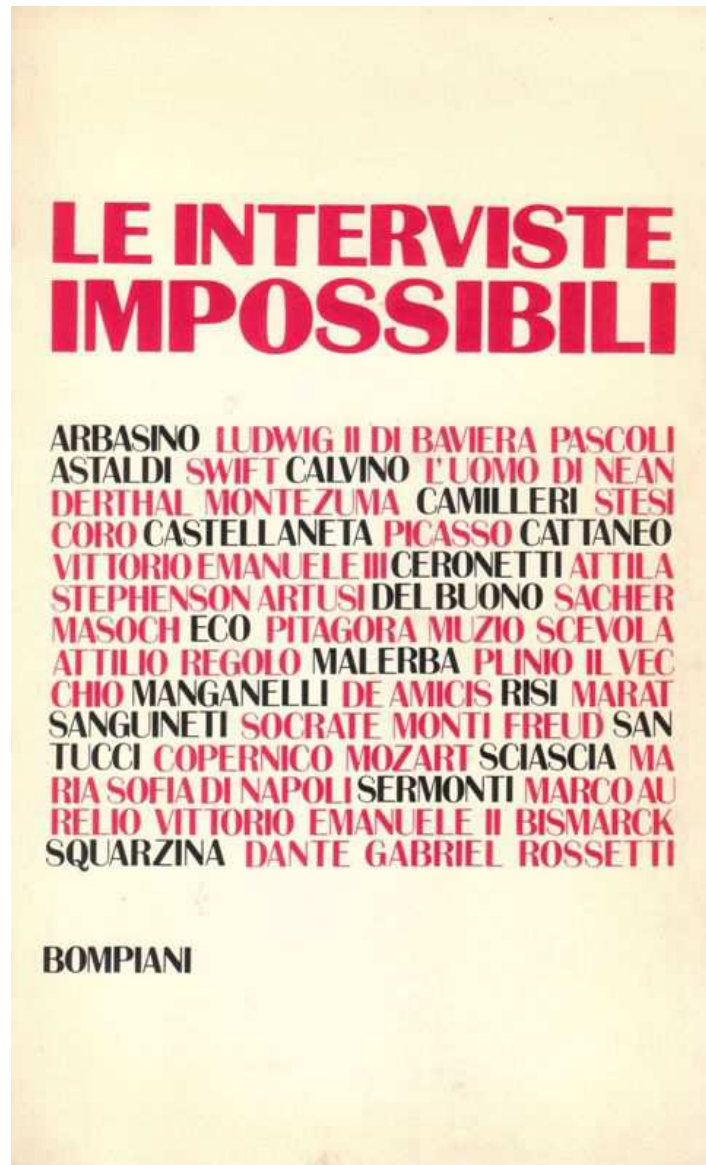 LE INTERVISTE
IMPOSSIBILI
ARBASINO LUDWIG II DI BAVIERA PASCOLI
ASTALDI SWIFT CALVINO L'UOMO DI NEAN
DERTHAL MONTEZUMA CAMILLERI STESI
CORO CASTELLANETA PICASSO CATTANEO
VITTORIO EMANUELE III CERONETTI ATTILA
STEPHENSON ARTUSI DEL BUONO SACHER
MASOCH ECO PITAGORA MUZIO SCEVOLA
ATTILIO REGOLO MALERBA PLINIO IL VEC
CHIO MANGANELLI DE AMICIS RISI MARAT
SANGUINETI SOCRATE MONTI FREUD SAN
TUCCI COPERNICO MOZART SCIASCIA MA
RIA SOFIA DI NAPOLI SERMONTI MARCO AU
RELIO VITTORIO EMANUELE II BISMARCK
SQUARZINA DANTE GABRIEL ROSSETTI
BOMPIANI